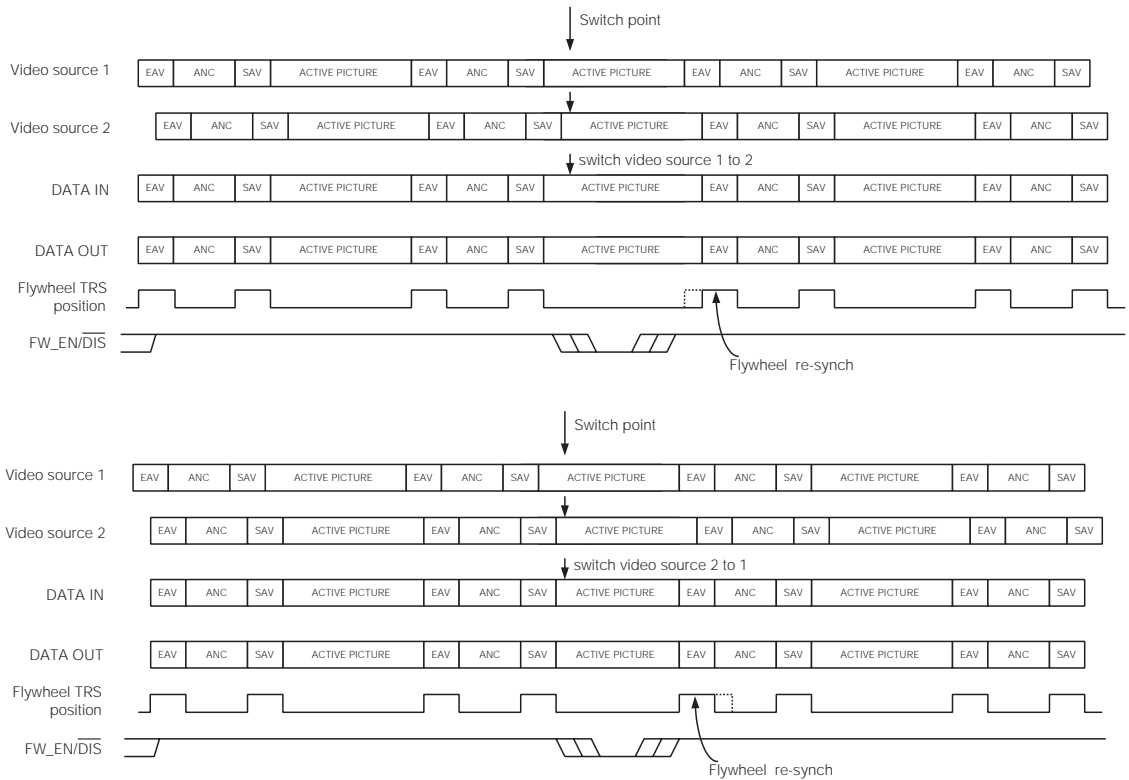 Switch point
Video source 1 EAV ANC SAV ACTIVE PICTURE EAV ANC SAV ACTIVE PICTURE EAV ANC SAV ACTIVE PICTURE EAV ANC SAV
Video source 2 EAV ANC SAV ACTIVE PICTURE EAV ANC SAV ACTIVE PICTURE EAV ANC SAV ACTIVE PICTURE EAV ANC SAV
switch video source 1 to 2
DATA IN EAV ANC SAV ACTIVE PICTURE EAV ANC SAV ACTIVE PICTURE EAV ANC SAV ACTIVE PICTURE EAV ANC SAV
DATA OUT EAV ANC SAV ACTIVE PICTURE EAV ANC SAV ACTIVE PICTURE EAV ANC SAV ACTIVE PICTURE EAV ANC SAV
Flywheel TRS
position
FW_EN/DIS
Flywheel re-synch
Switch point
Video source 1 EAV ANC SAV ACTIVE PICTURE EAV ANC SAV ACTIVE PICTURE EAV ANC SAV ACTIVE PICTURE EAV ANC SAV
Video source 2 EAV ANC SAV ACTIVE PICTURE EAV ANC SAV ACTIVE PICTURE EAV ANC SAV ACTIVE PICTURE EAV ANC SAV
switch video source 2 to 1
DATA IN EAV ANC SAV ACTIVE PICTURE EAV ANC SAV ACTIVE PICTURE EAV ANC SAV ACTIVE PICTURE EAV ANC SAV
DATA OUT EAV ANC SAV ACTIVE PICTURE EAV ANC SAV ACTIVE PICTURE EAV ANC SAV ACTIVE PICTURE EAV ANC SAV
Flywheel TRS
position
FW_EN/DIS
Flywheel re-synch